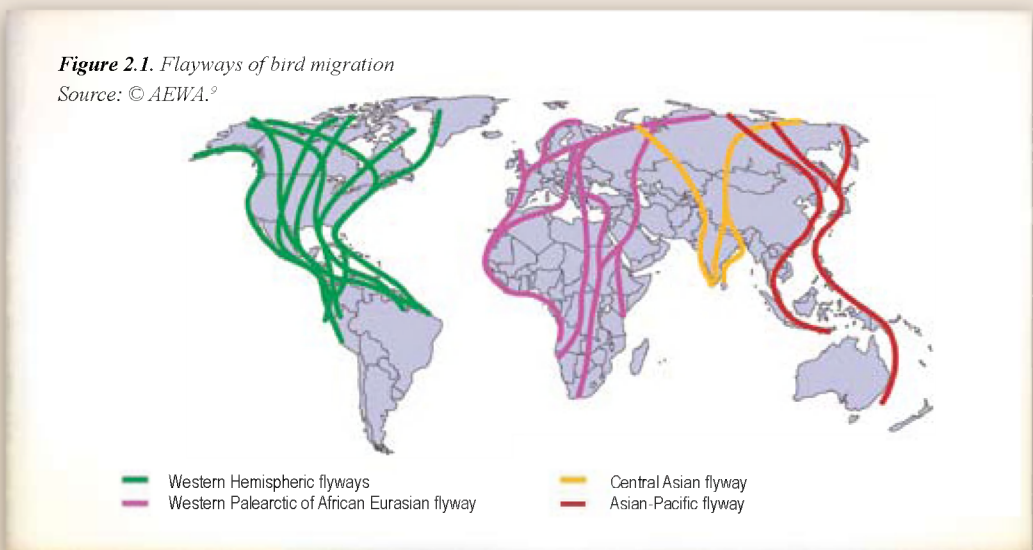 Figure 2.1. Flayways of bird migration
Source: © AEWA.⁹
Western Hemispheric flyways
Western Palearctic of African Eurasian flyway
Central Asian flyway
Asian-Pacific flyway